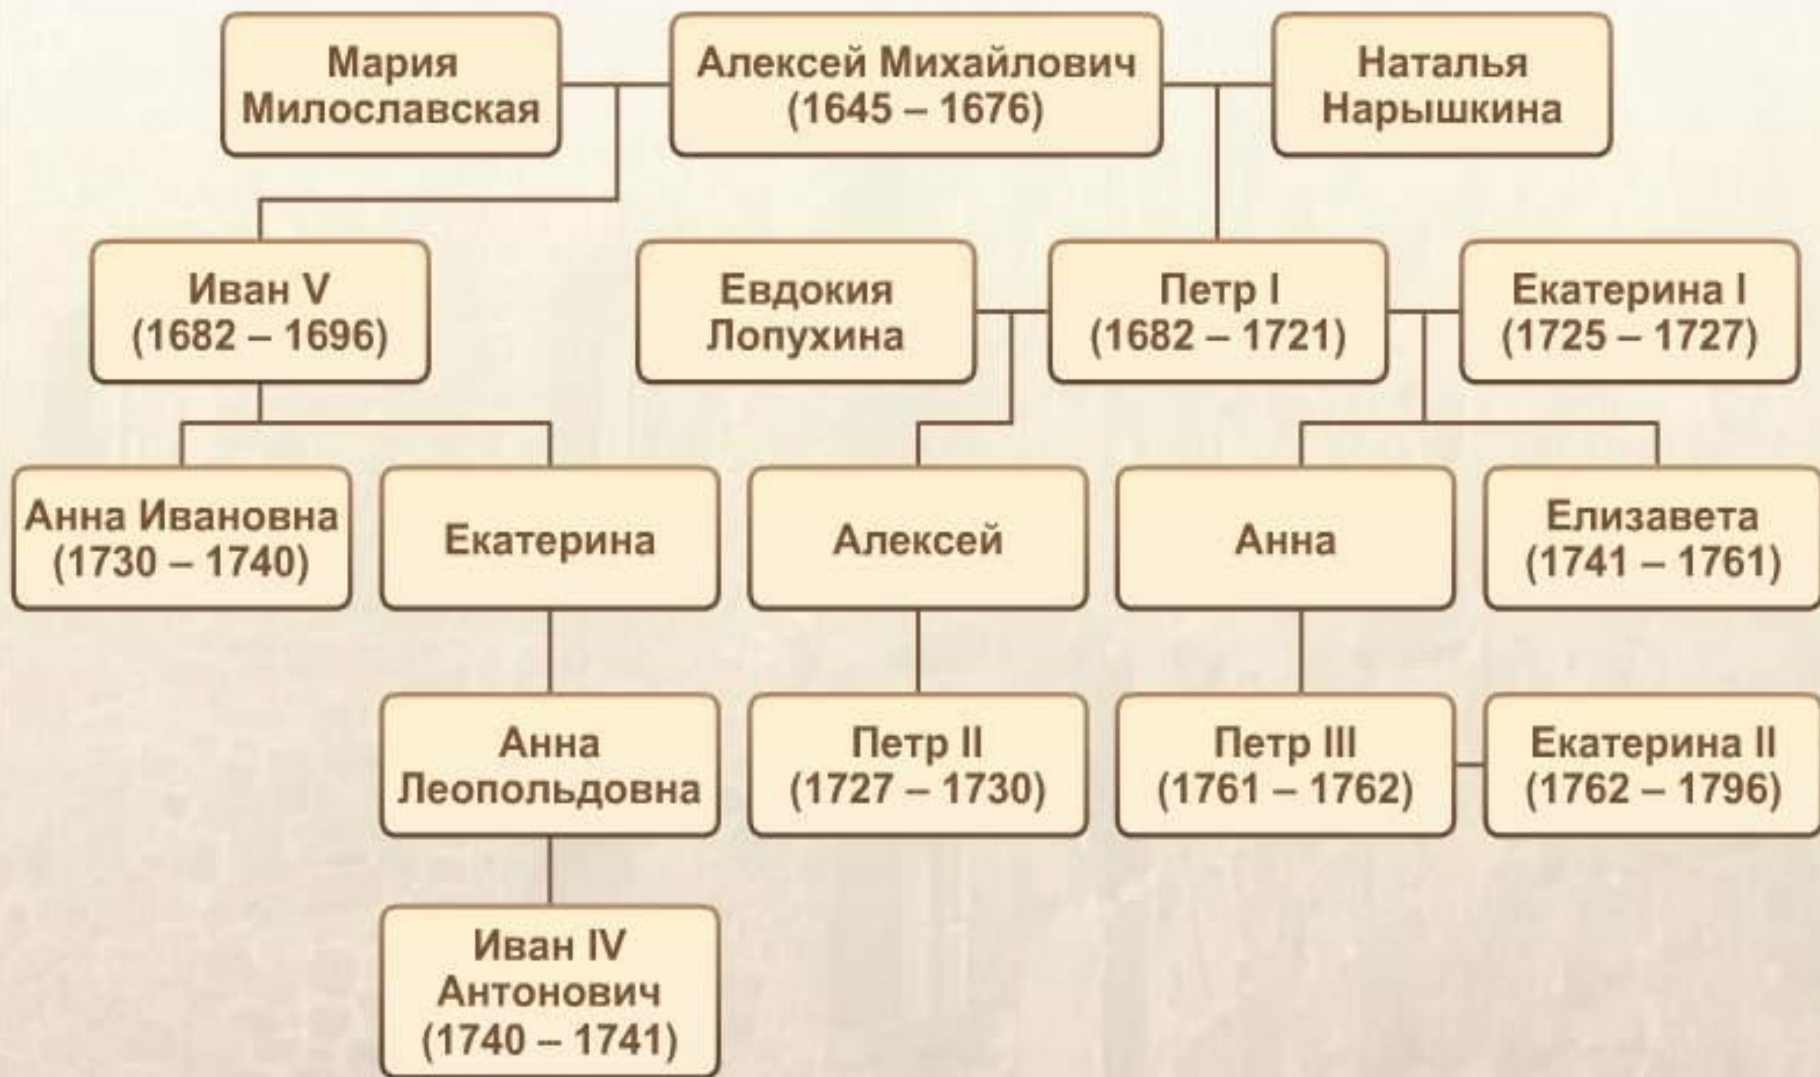 Мария
Милославская
Алексей Михайлович
(1645 – 1676)
Наталья
Нарышкина
Иван V
(1682 – 1696)
Евдокия
Лопухина
Петр I
(1682 – 1721)
Екатерина I
(1725 – 1727)
Анна Ивановна
(1730 – 1740)
Екатерина
Алексей
Анна
Елизавета
(1741 – 1761)
Анна
Леопольдовна
Петр II
(1727 – 1730)
Петр III
(1761 – 1762)
Екатерина II
(1762 – 1796)
Иван IV
Антонович
(1740 – 1741)